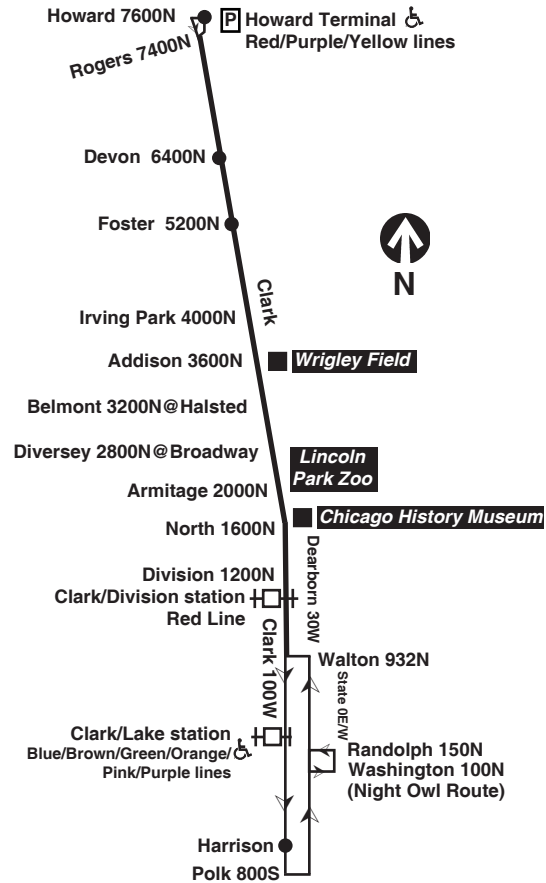 Howard 7600N
P
Howard Terminal
Red/Purple/Yellow lines
Rogers 7400N
Devon 6400N
Foster 5200N
N
Clark
Irving Park 4000N
Addison 3600N
Wrigley Field
Belmont 3200N@Halsted
Diversey 2800N@Broadway
Lincoln
Park Zoo
Armitage 2000N
Chicago History Museum
North 1600N
Dearborn 30W
Division 1200N
Clark/Division station
Red Line
Clark 100W
Walton 932N
State 0E/W
Clark/Lake station
Blue/Brown/Green/Orange/
Pink/Purple lines
Randolph 150N
Washington 100N
(Night Owl Route)
Harrison
Polk 800S